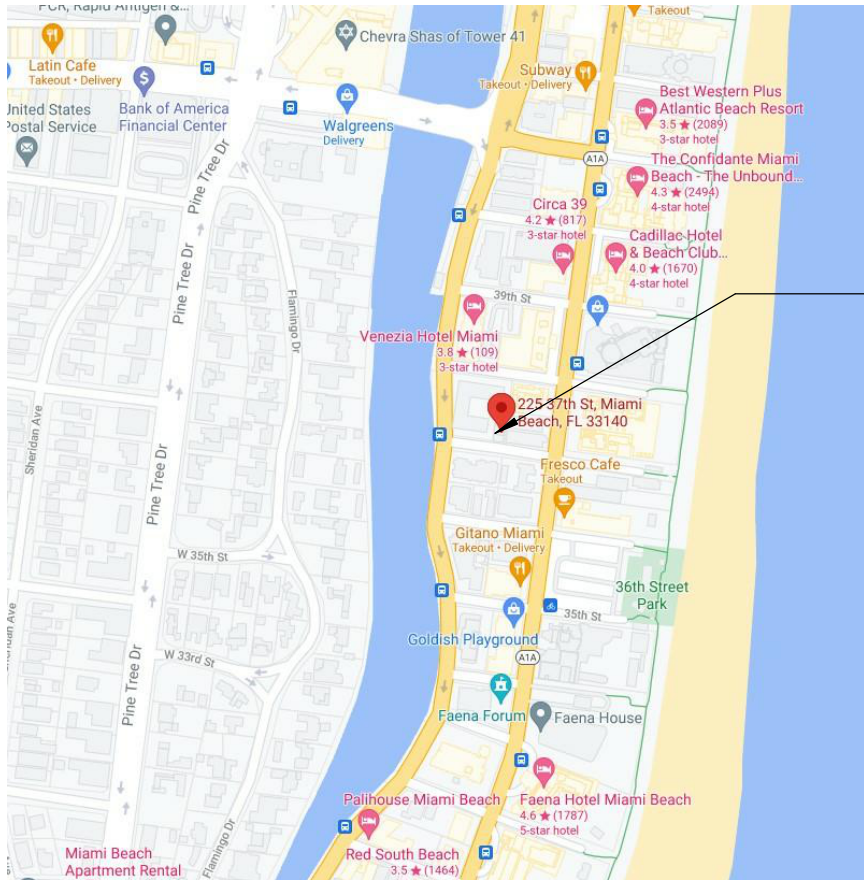 PCR, Rapid Antigen &...
Latin Cafe
Takeout • Delivery
Bank of America
Financial Center
United States
Postal Service
Chevra Shas of Tower 41
Walgreens
Delivery
Takeout
Subway
Takeout • Delivery
Best Western Plus
Atlantic Beach Resort
3.5 ★ (2089)
3-star hotel
A1A
The Confidante Miami
Beach - The Unbound...
4.3 ★ (2494)
4-star hotel
Circa 39
4.2 ★ (817)
3-star hotel
Cadillac Hotel
& Beach Club...
4.0 ★ (1670)
4-star hotel
Pine Tree Dr
Pine Tree Dr
Flamingo Dr
39th St
Venezia Hotel Miami
3.8 ★ (109)
3-star hotel
225 37th St, Miami
Beach, FL 33140
Sheridan Ave
Pine Tree Dr
Fresco Cafe
Takeout
Gitano Miami
Takeout • Delivery
W 35th St
36th Street
Park
35th St
Goldish Playground
Sheridan Ave
W 33rd St
A1A
Pine Tree Dr
Faena Forum
Faena House
Palihouse Miami Beach
Faena Hotel Miami Beach
4.6 ★ (1787)
5-star hotel
Flamingo Dr
Red South Beach
3.5 ★ (1464)
Miami Beach
Apartment Rental